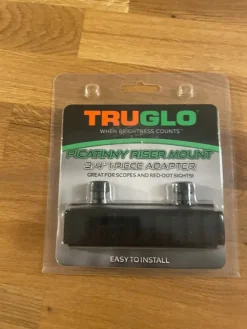 TRUGLO
WHEN BRIGHTNESS COUNTS™
PICATINNY RISER MOUNT
3/4" 1-PIECE ADAPTER
GREAT FOR SCOPES AND RED•DOT SIGHTS!
EASY TO INSTALL